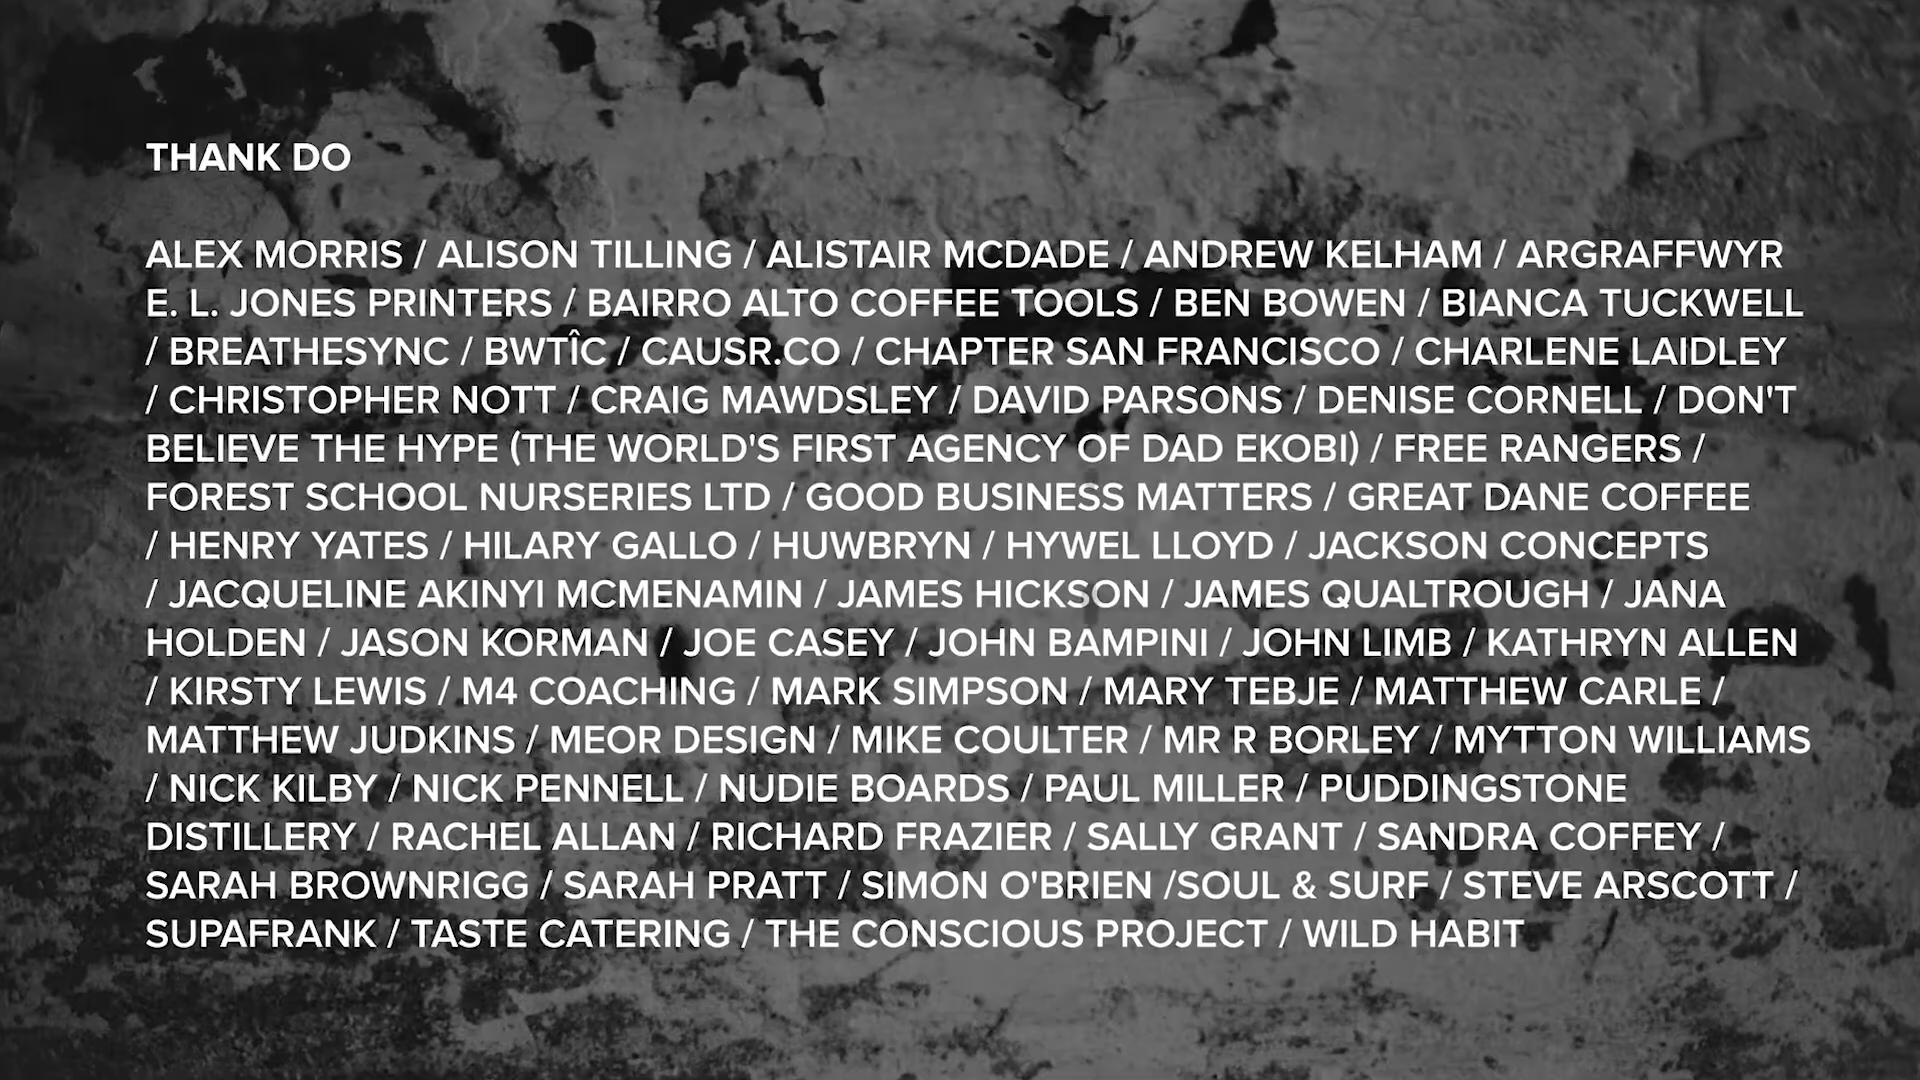 THANK DO
ALEX MORRIS / ALISON TILLING / ALISTAIR MCDADE / ANDREW KELHAM / ARGRAFFWYR
E. L. JONES PRINTERS / BAIRRO ALTO COFFEE TOOLS / BEN BOWEN / BIANCA TUCKWELL
/ BREATHESYNC / BWTÎC / CAUSR.CO / CHAPTER SAN FRANCISCO / CHARLENE LAIDLEY
/ CHRISTOPHER NOTT / CRAIG MAWDSLEY / DAVID PARSONS / DENISE CORNELL / DON'T
BELIEVE THE HYPE (THE WORLD'S FIRST AGENCY OF DAD EKOBI) / FREE RANGERS /
FOREST SCHOOL NURSERIES LTD / GOOD BUSINESS MATTERS / GREAT DANE COFFEE
/ HENRY YATES / HILARY GALLO / HUWBRYN / HYWEL LLOYD / JACKSON CONCEPTS
/ JACQUELINE AKINYI MCMENAMIN / JAMES HICKSON / JAMES QUALTROUGH / JANA
HOLDEN / JASON KORMAN / JOE CASEY / JOHN BAMPINI / JOHN LIMB / KATHRYN ALLEN
/ KIRSTY LEWIS / M4 COACHING / MARK SIMPSON / MARY TEBJE / MATTHEW CARLE /
MATTHEW JUDKINS / MEOR DESIGN / MIKE COULTER / MR R BORLEY / MYTTON WILLIAMS
/ NICK KILBY / NICK PENNELL / NUDIE BOARDS / PAUL MILLER / PUDDINGSTONE
DISTILLERY / RACHEL ALLAN / RICHARD FRAZIER / SALLY GRANT / SANDRA COFFEY /
SARAH BROWNRIGG / SARAH PRATT / SIMON O'BRIEN /SOUL & SURF / STEVE ARSCOTT /
SUPAFRANK / TASTE CATERING / THE CONSCIOUS PROJECT / WILD HABIT